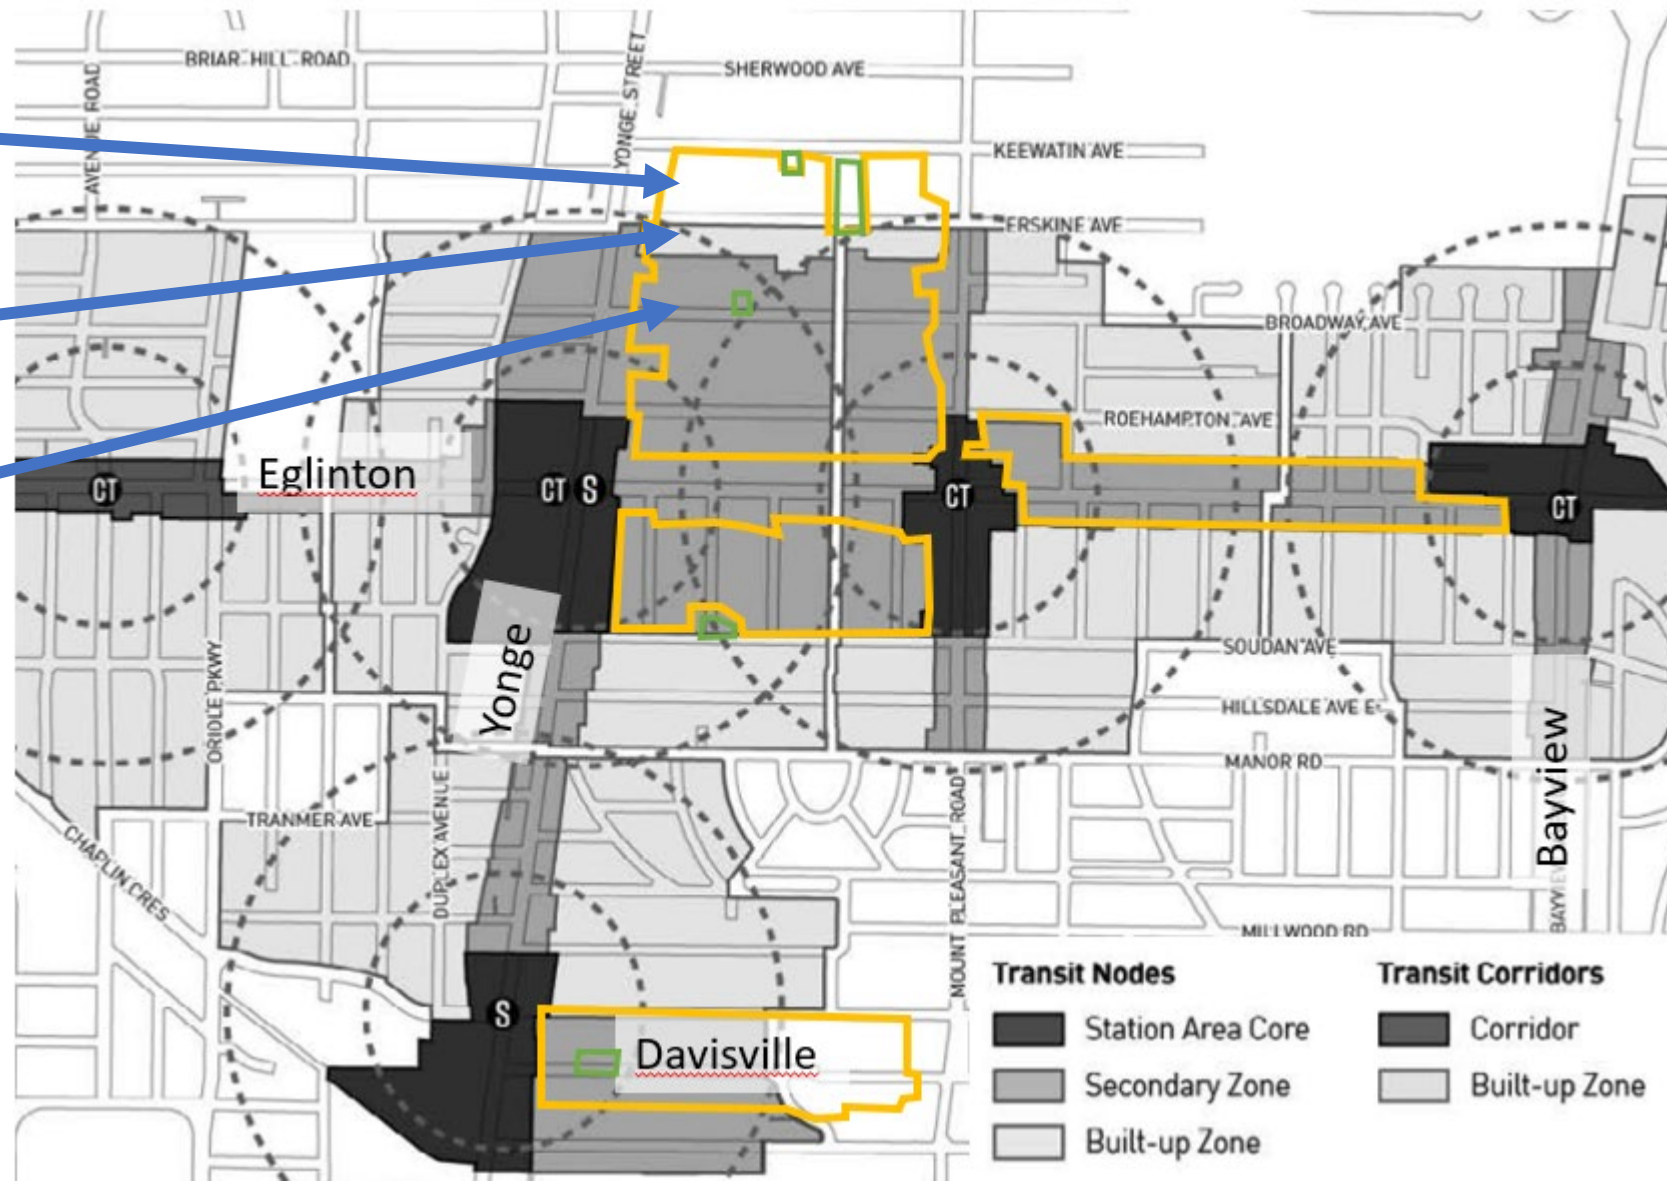 BRIAR HILL ROAD
SHERWOOD AVE
AVENUE ROAD
YONGE STREET
KEEWATIN AVE
ERSKINE AVE
BROADWAY AVE
ROEHAMPTON AVE
Eglinton
CT
CT S
CT
CT
SOUDAN AVE
ORIOLE PKWY
Yonge
HILLSDALE AVE E
MANOR RD
Bayview
TRANMER AVE
DUPLEX AVENUE
CHAPLIN CRES
MOUNT PLEASANT ROAD
MILLWOOD RD
S
Davisville
Transit Nodes
Station Area Core
Secondary Zone
Built-up Zone
Transit Corridors
Corridor
Built-up Zone